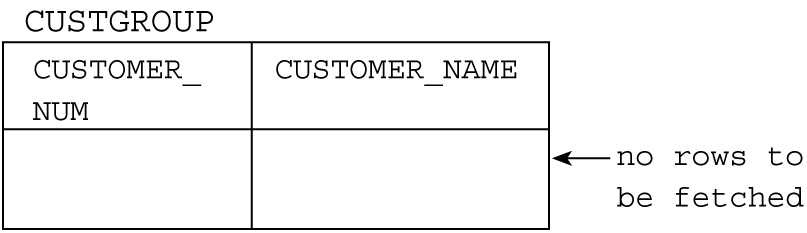 CUSTGROUP
CUSTOMER_
NUM
CUSTOMER_NAME
no rows to
be fetched